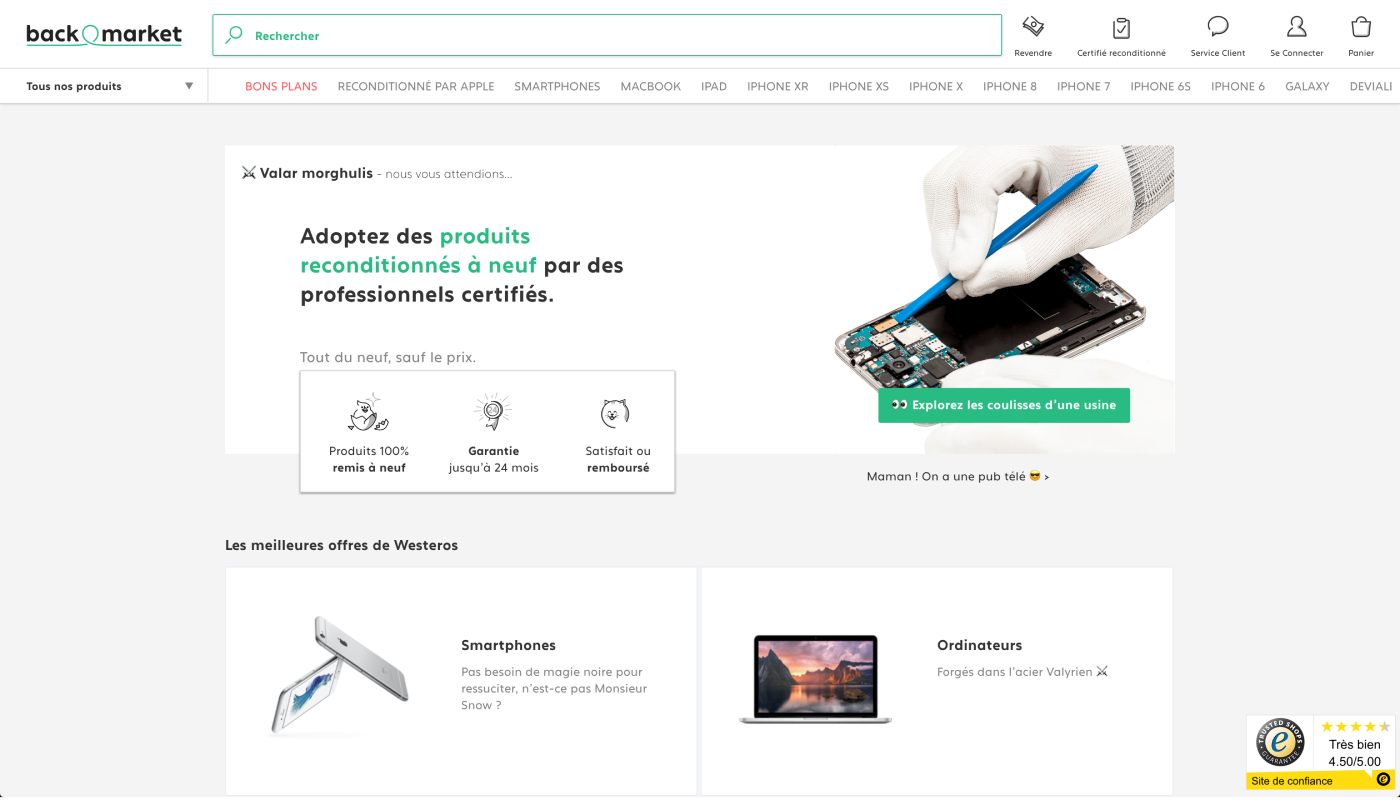 back market
Rechercher
Revendre
Certifié reconditionné
Service Client
Se Connecter
Panier
Tous nos produits
BONS PLANS
RECONDITIONNÉ PAR APPLE
SMARTPHONES
MACBOOK
IPAD
IPHONE XR
IPHONE XS
IPHONE X
IPHONE 8
IPHONE 7
IPHONE 6S
IPHONE 6
GALAXY
DEVIALI
⚔ Valar morghulis - nous vous attendions...
Adoptez des produits
reconditionnés à neuf par des
professionnels certifiés.
Tout du neuf, sauf le prix.
24
Produits 100%
remis à neuf
Garantie
jusqu'à 24 mois
Satisfait ou
remboursé
👀 Explorez les coulisses d'une usine
Maman ! On a une pub télé 😎 >
Les meilleures offres de Westeros
Smartphones
Pas besoin de magie noire pour
ressuciter, n'est-ce pas Monsieur
Snow ?
Ordinateurs
Forgés dans l'acier Valyrien ⚔
TRUSTED SHOPS
e
GUARANTEE
Très bien
4.50/5.00
Site de confiance
e